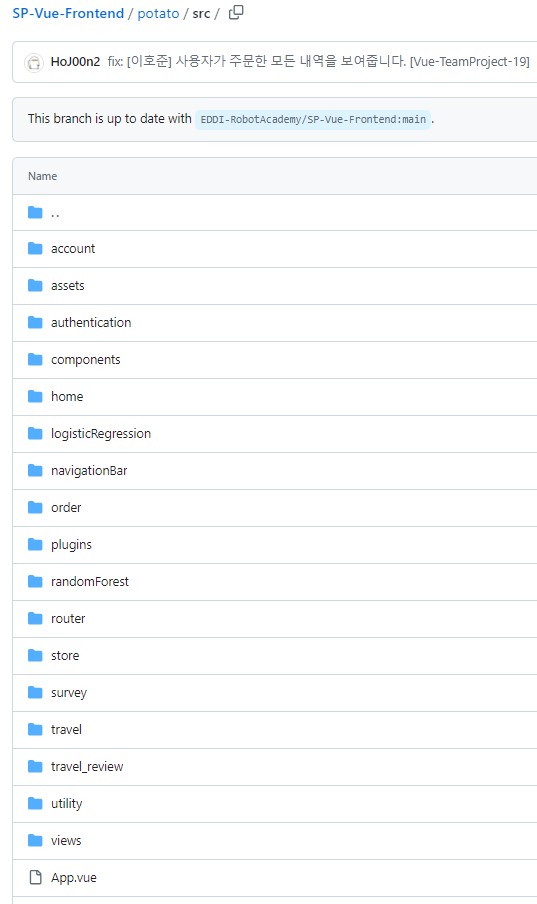 SP-Vue-Frontend / potato / src /
HoJ00n2 fix: [이호준] 사용자가 주문한 모든 내역을 보여줍니다. [Vue-TeamProject-19]
This branch is up to date with EDDI-RobotAcademy/SP-Vue-Frontend:main .
Name
..
account
assets
authentication
components
home
logisticRegression
navigationBar
order
plugins
randomForest
router
store
survey
travel
travel_review
utility
views
App.vue